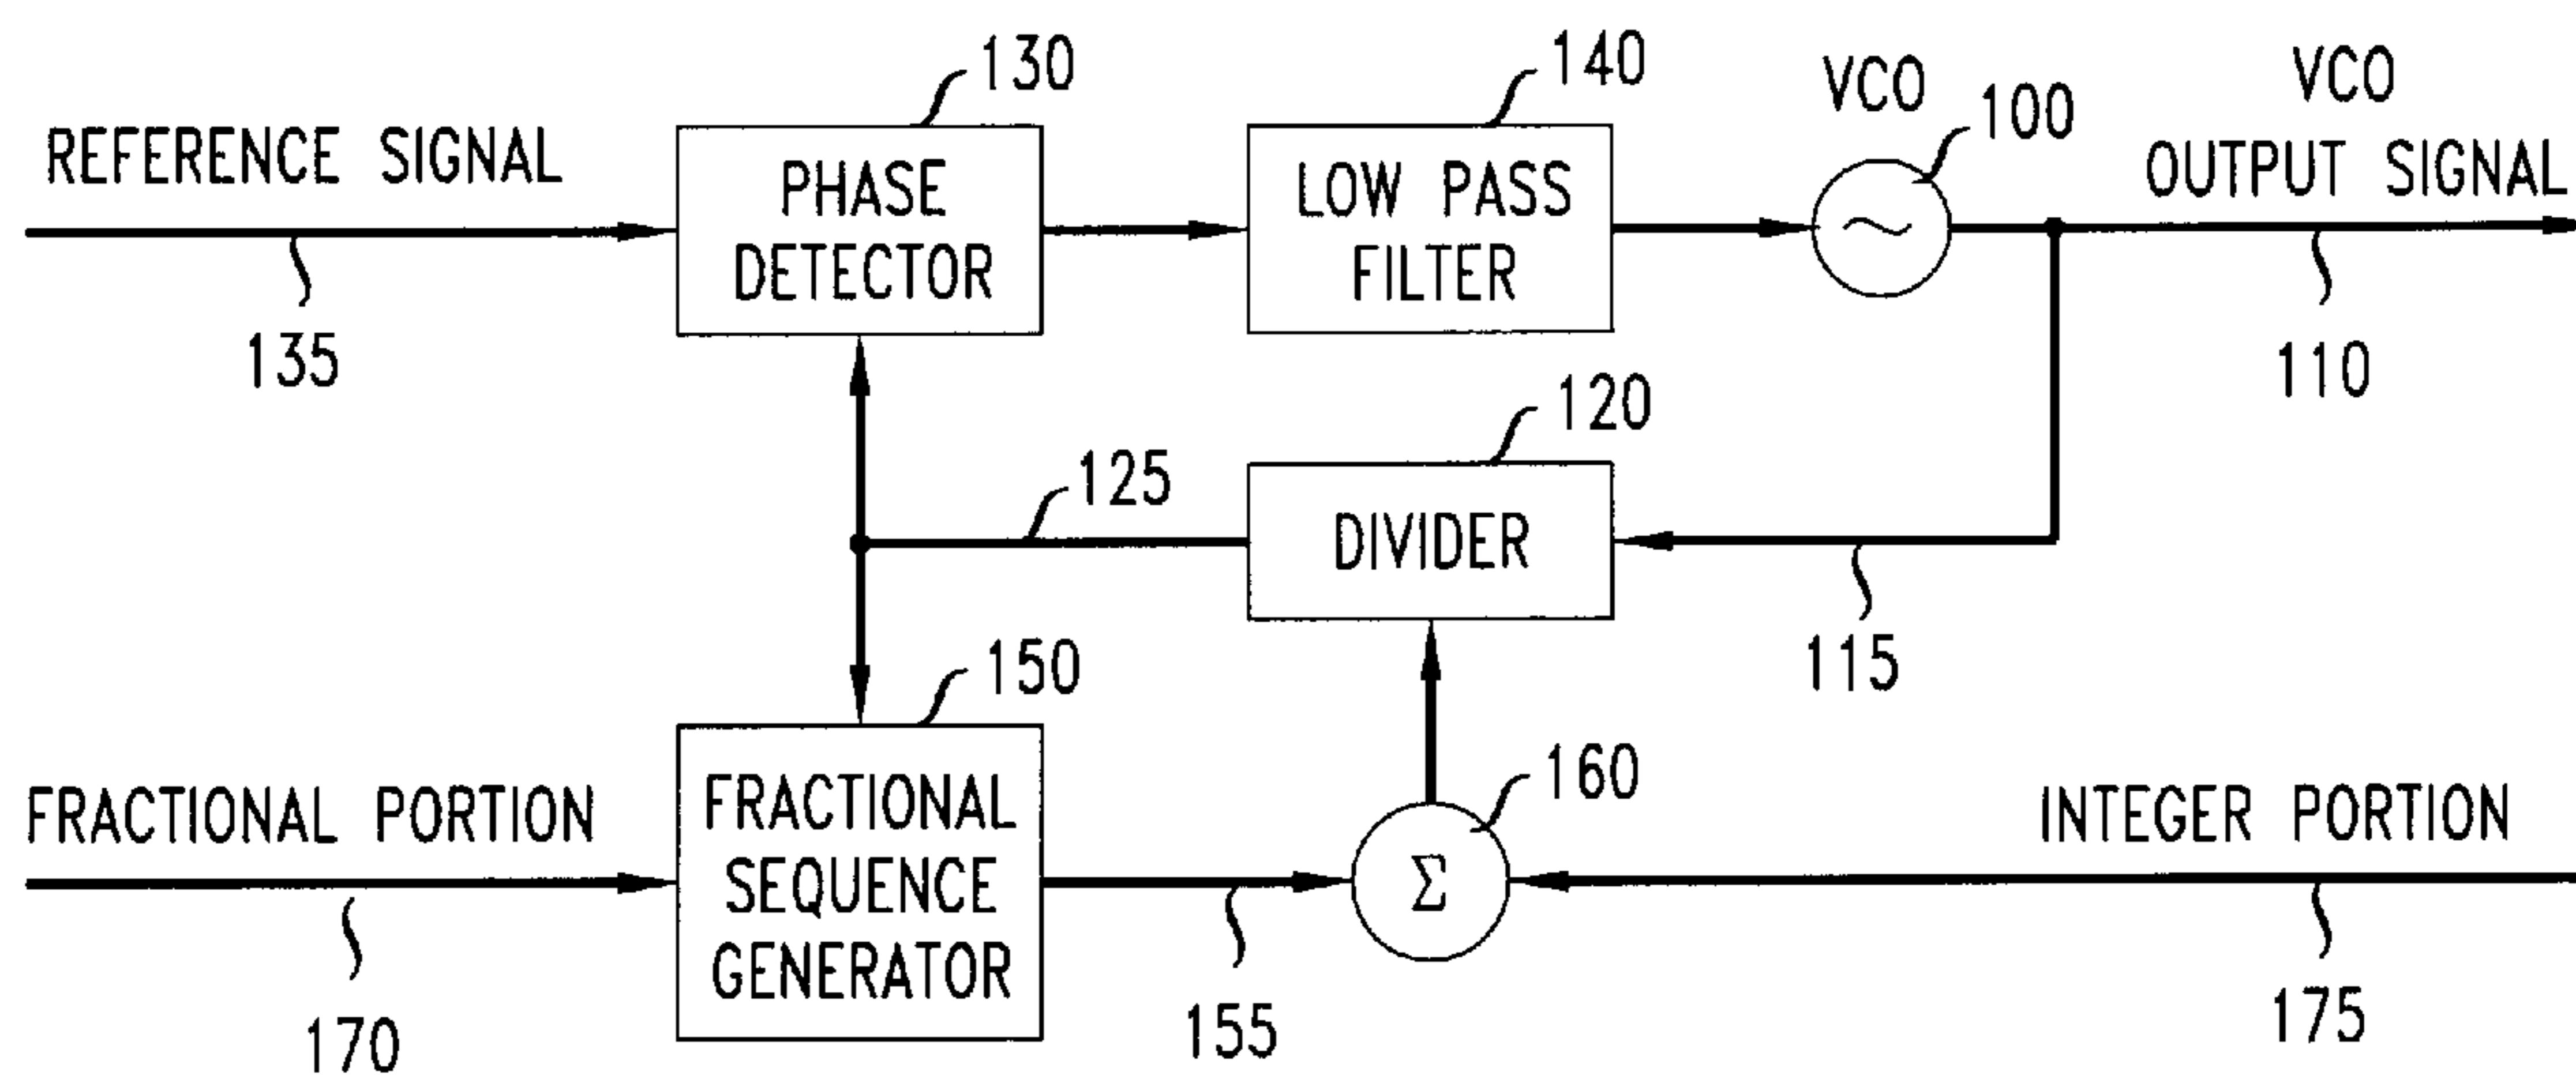 130
140
VCO
100
VCO
OUTPUT SIGNAL
REFERENCE SIGNAL
PHASE
DETECTOR
LOW PASS
FILTER
~
135
110
120
125
DIVIDER
115
150
160
FRACTIONAL PORTION
FRACTIONAL
SEQUENCE
GENERATOR
Σ
INTEGER PORTION
170
155
175